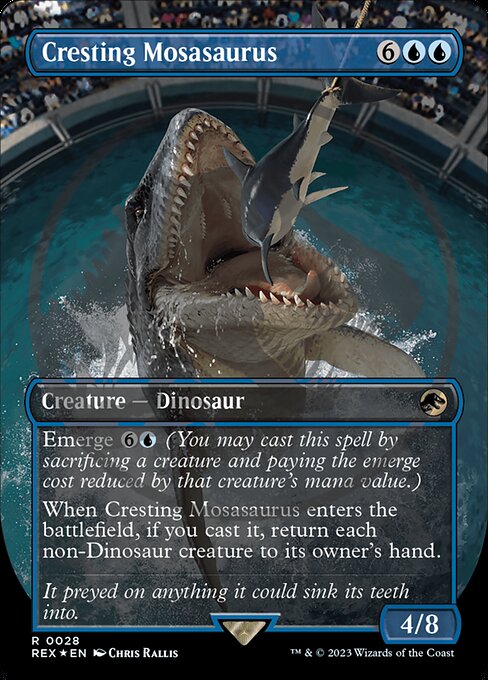 Cresting Mosasaurus 6
Creature — Dinosaur
Emerge 6 (You may cast this spell by
sacrificing a creature and paying the emerge
cost reduced by that creature's mana value.)
When Cresting Mosasaurus enters the
battlefield, if you cast it, return each
non-Dinosaur creature to its owner's hand.
It preyed on anything it could sink its teeth
into.
4/8
R 0028
REX★EN Chris Rallis
™ & © 2023 Wizards of the Coast